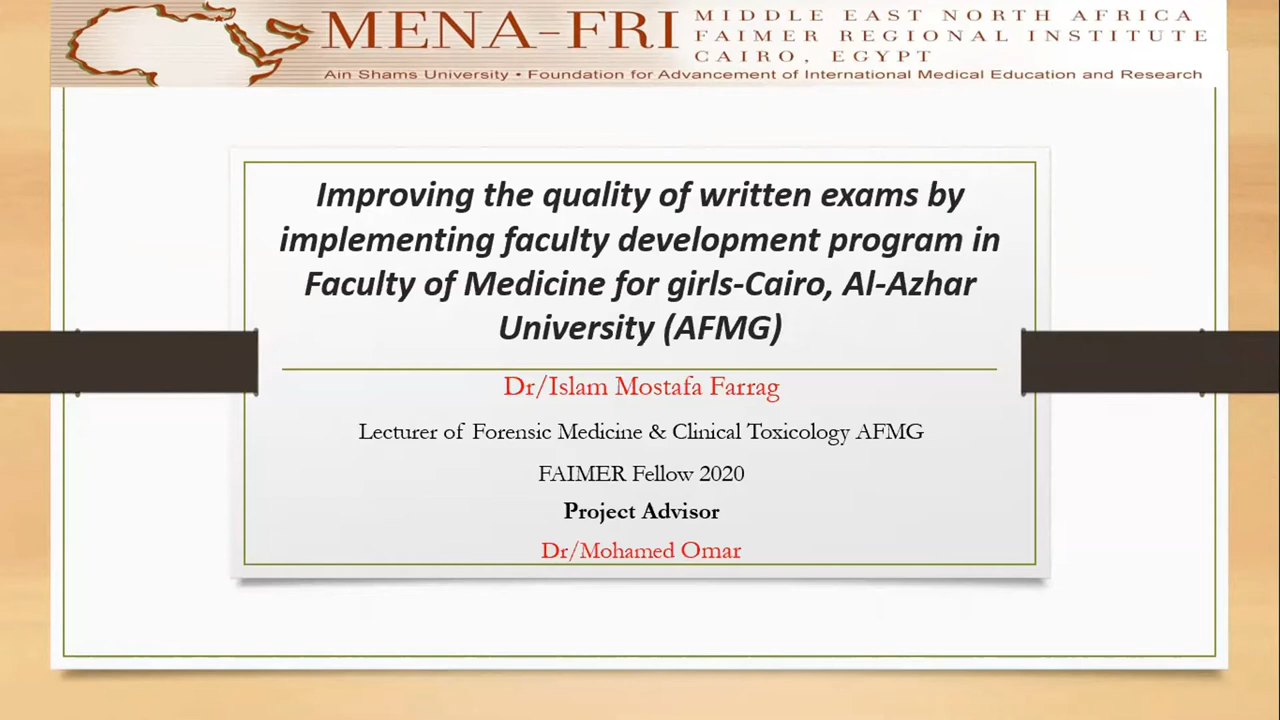 MENA-FRI
MIDDLE EAST NORTH AFRICA
FAIMER REGIONAL INSTITUTE
CAIRO, EGYPT
Ain Shams University • Foundation for Advancement of International Medical Education and Research
Improving the quality of written exams by
implementing faculty development program in
Faculty of Medicine for girls-Cairo, Al-Azhar
University (AFMG)
Dr/Islam Mostafa Farrag
Lecturer of Forensic Medicine & Clinical Toxicology AFMG
FAIMER Fellow 2020
Project Advisor
Dr/Mohamed Omar